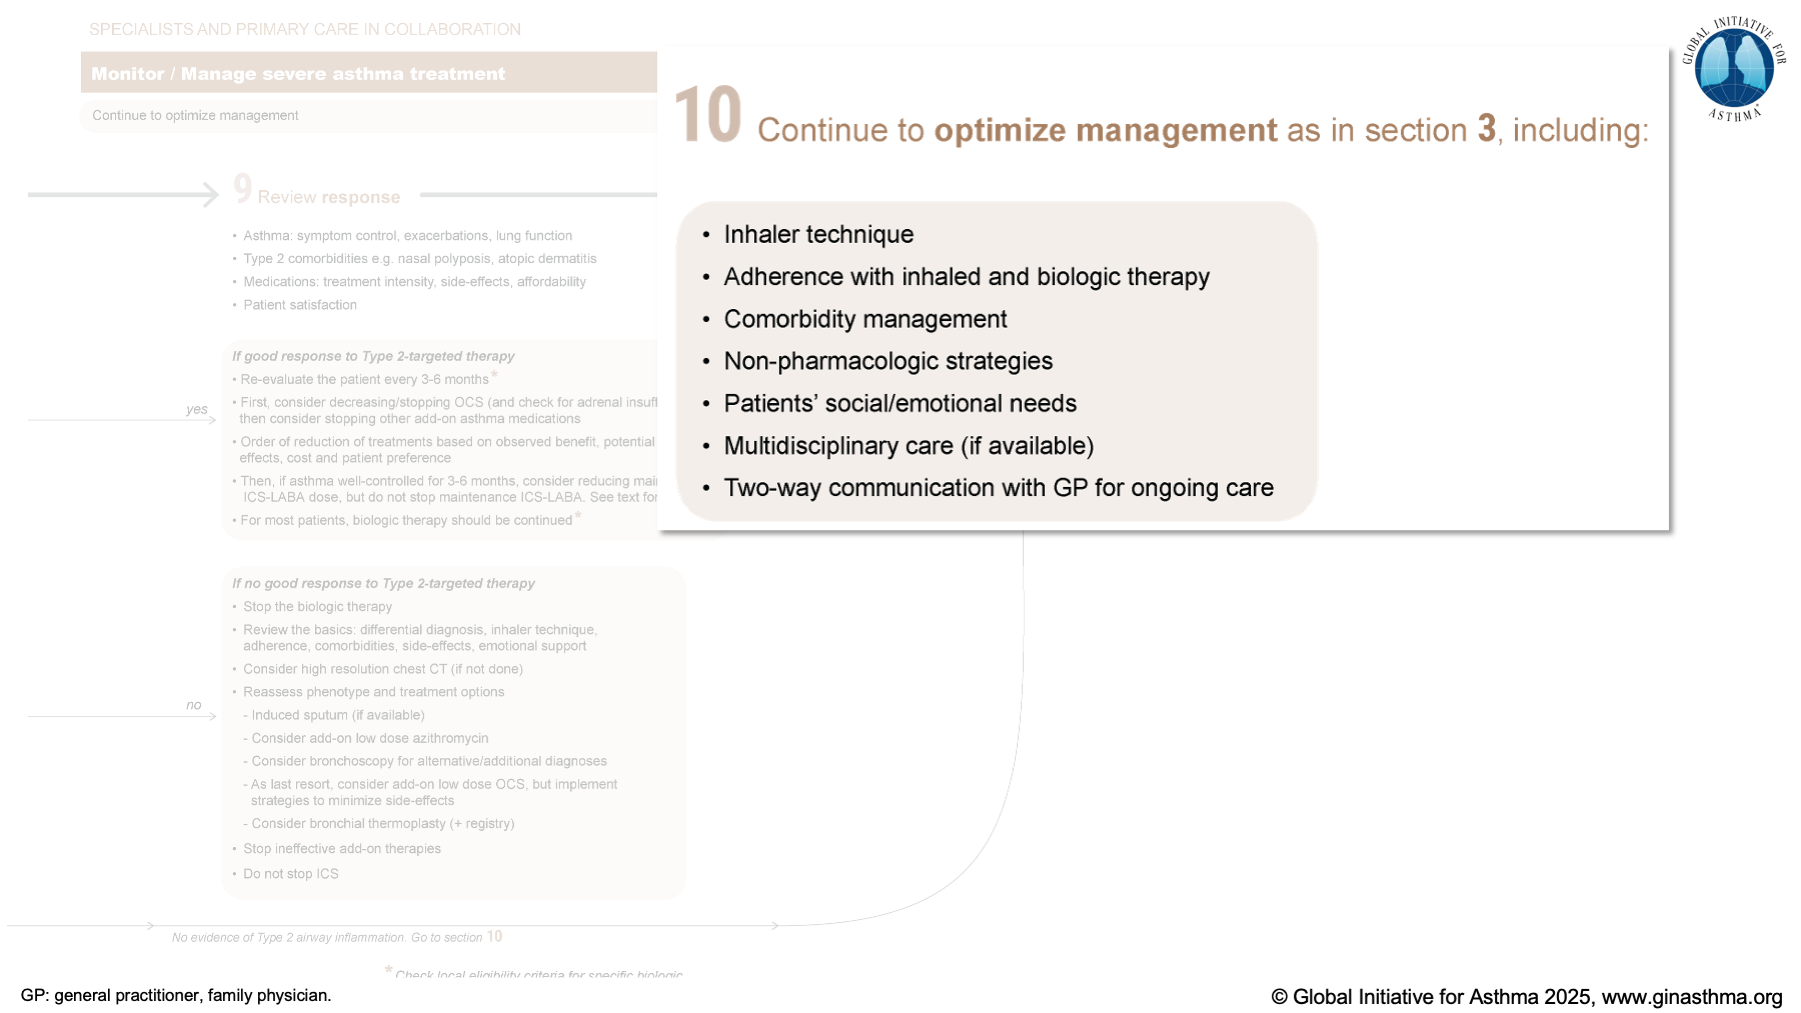 SPECIALISTS AND PRIMARY CARE IN COLLABORATION
Monitor / Manage severe asthma treatment
Continue to optimize management
9 Review response
• Asthma: symptom control, exacerbations, lung function
• Type 2 comorbidities e.g. nasal polyposis, atopic dermatitis
• Medications: treatment intensity, side-effects, affordability
• Patient satisfaction
yes
If good response to Type 2-targeted therapy
• Re-evaluate the patient every 3-6 months*
• First, consider decreasing/stopping OCS (and check for adrenal
then consider stopping other add-on asthma medications
• Order of reduction of treatments based on observed benefit, potential
effects, cost and patient preference
• Then, if asthma well-controlled for 3-6 months, consider reducing
ICS-LABA dose, but do not stop maintenance ICS-LABA. See text for
• For most patients, biologic therapy should be continued*
no
If no good response to Type 2-targeted therapy
• Stop the biologic therapy
• Review the basics: differential diagnosis, inhaler technique,
adherence, comorbidities, side-effects, emotional support
• Consider high resolution chest CT (if not done)
• Reassess phenotype and treatment options
- Induced sputum (if available)
- Consider add-on low dose azithromycin
- Consider bronchoscopy for alternative/additional diagnoses
- As last resort, consider add-on low dose OCS, but implement
strategies to minimize side-effects
- Consider bronchial thermoplasty (+ registry)
• Stop ineffective add-on therapies
• Do not stop ICS
No evidence of Type 2 airway inflammation. Go to section 10
* Check local eligibility criteria for specific biologic
10 Continue to optimize management as in section 3, including:
• Inhaler technique
• Adherence with inhaled and biologic therapy
• Comorbidity management
• Non-pharmacologic strategies
• Patients’ social/emotional needs
• Multidisciplinary care (if available)
• Two-way communication with GP for ongoing care
GLOBAL INITIATIVE FOR ASTHMA
GP: general practitioner, family physician.
© Global Initiative for Asthma 2025, www.ginasthma.org